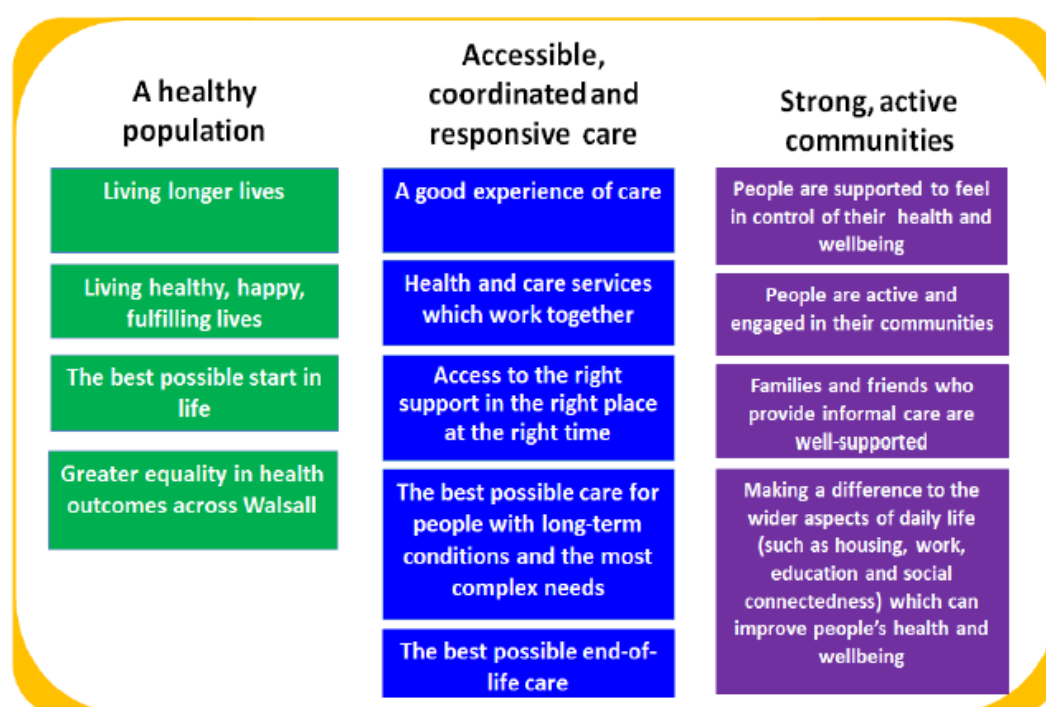 A healthy
population
Living longer lives
Living healthy, happy,
fulfilling lives
The best possible start in
life
Greater equality in health
outcomes across Walsall
Accessible,
coordinated and
responsive care
A good experience of care
Health and care services
which work together
Access to the right
support in the right place
at the right time
The best possible care for
people with long-term
conditions and the most
complex needs
The best possible end-of-
life care
Strong, active
communities
People are supported to feel
in control of their health and
wellbeing
People are active and
engaged in their communities
Families and friends who
provide informal care are
well-supported
Making a difference to the
wider aspects of daily life
(such as housing, work,
education and social
connectedness) which can
improve people's health and
wellbeing